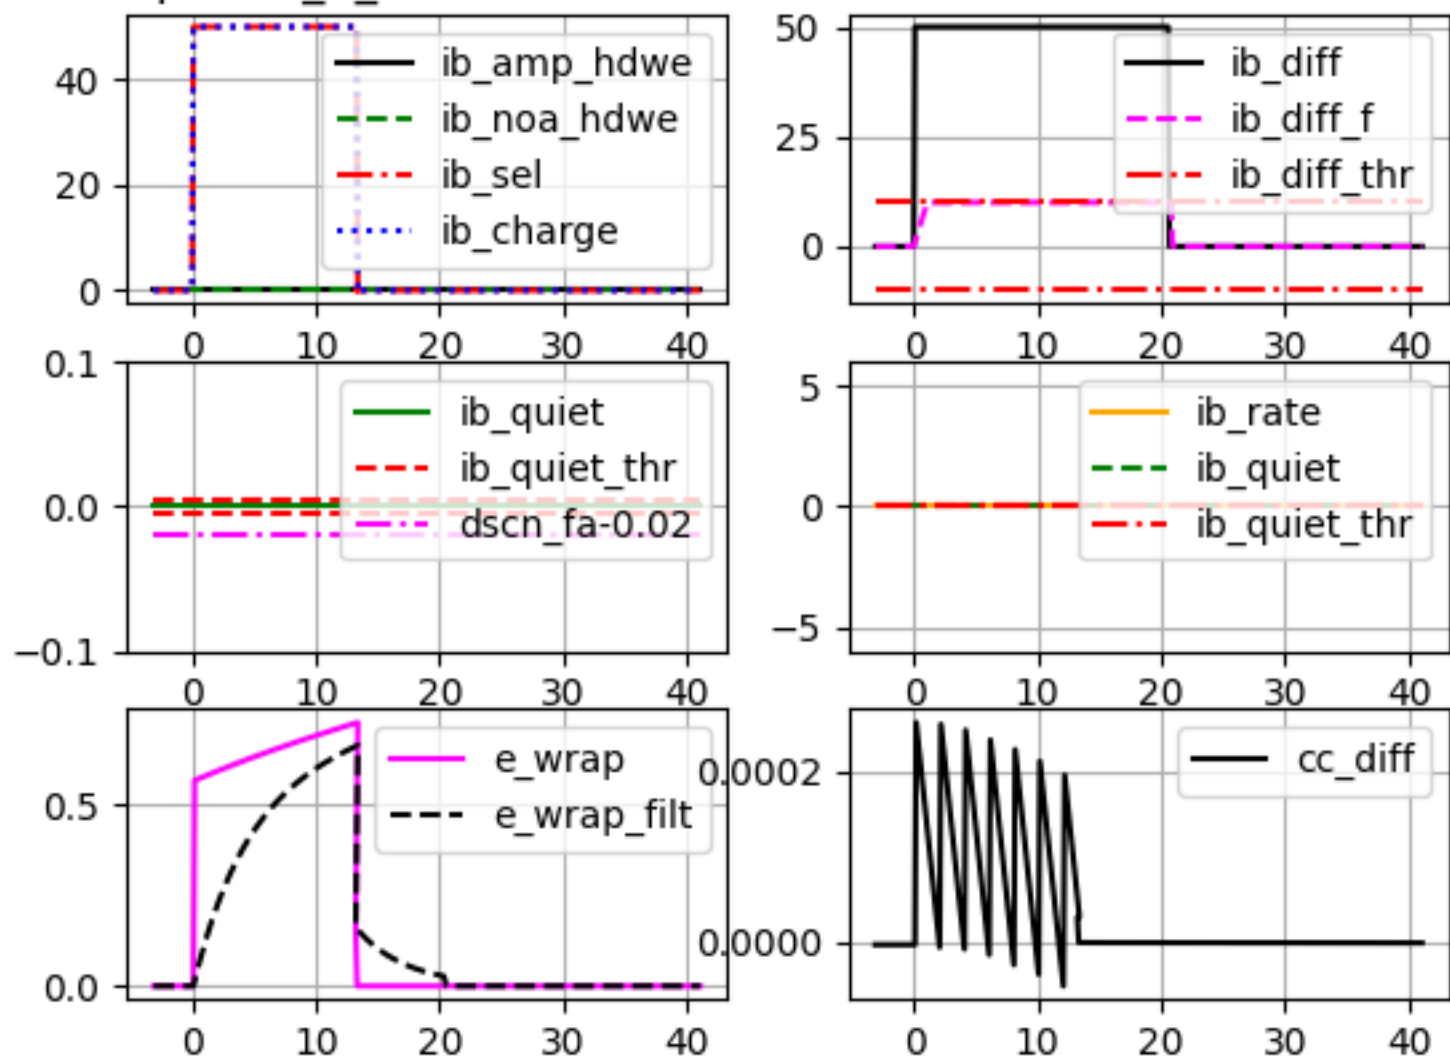 40
20
0
ib_amp_hdwe
ib_noa_hdwe
ib_sel
ib_charge
0 10 20 30 40
50
25
0
ib_diff
ib_diff_f
ib_diff_thr
0 10 20 30 40
0.1
0.0
−0.1
ib_quiet
ib_quiet_thr
dscn_fa-0.02
0 10 20 30 40
5
0
−5
ib_rate
ib_quiet
ib_quiet_thr
0 10 20 30 40
0.5
0.0
e_wrap
e_wrap_filt
0 10 20 30 40
0.0002
0.0000
cc_diff
0 10 20 30 40